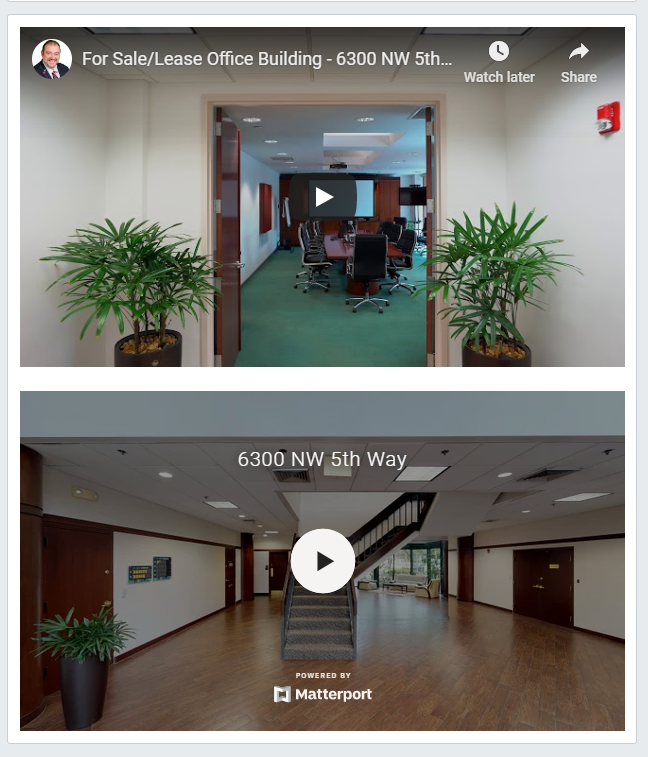 For Sale/Lease Office Building - 6300 NW 5th...
Watch later
Share
6300 NW 5th Way
POWERED BY
Matterport